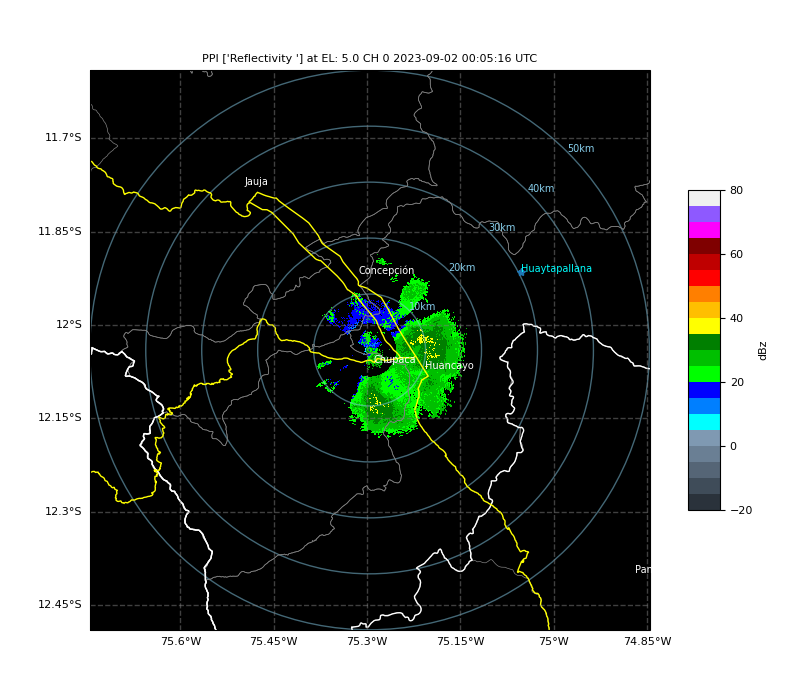 PPI ['Reflectivity '] at EL: 5.0 CH 0 2023-09-02 00:05:16 UTC
50km
11.7°S
Jauja
40km
80
11.85°S
30km
Concepción
20km
Huaytapallana
60
10km
12°S
40
Chupaca
Huancayo
dBz
20
12.15°S
0
12.3°S
−20
Pan
12.45°S
75.6°W
75.45°W
75.3°W
75.15°W
75°W
74.85°W